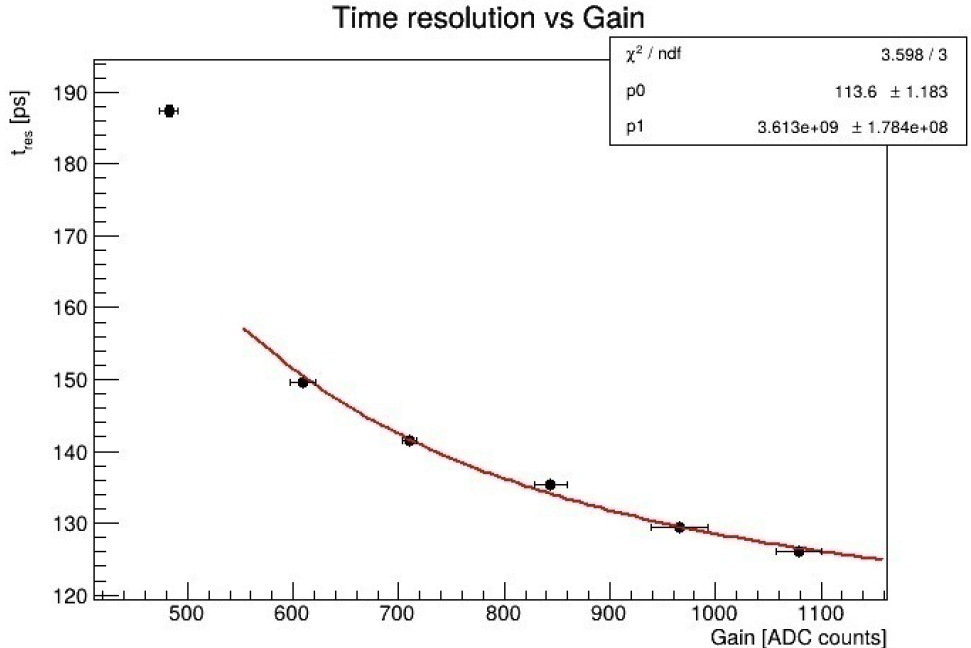 Time resolution vs Gain
χ² / ndf 3.598 / 3
p0 113.6 ± 1.183
p1 3.613e+09 ± 1.784e+08
t_res [ps]
190
180
170
160
150
140
130
120
500 600 700 800 900 1000 1100
Gain [ADC counts]